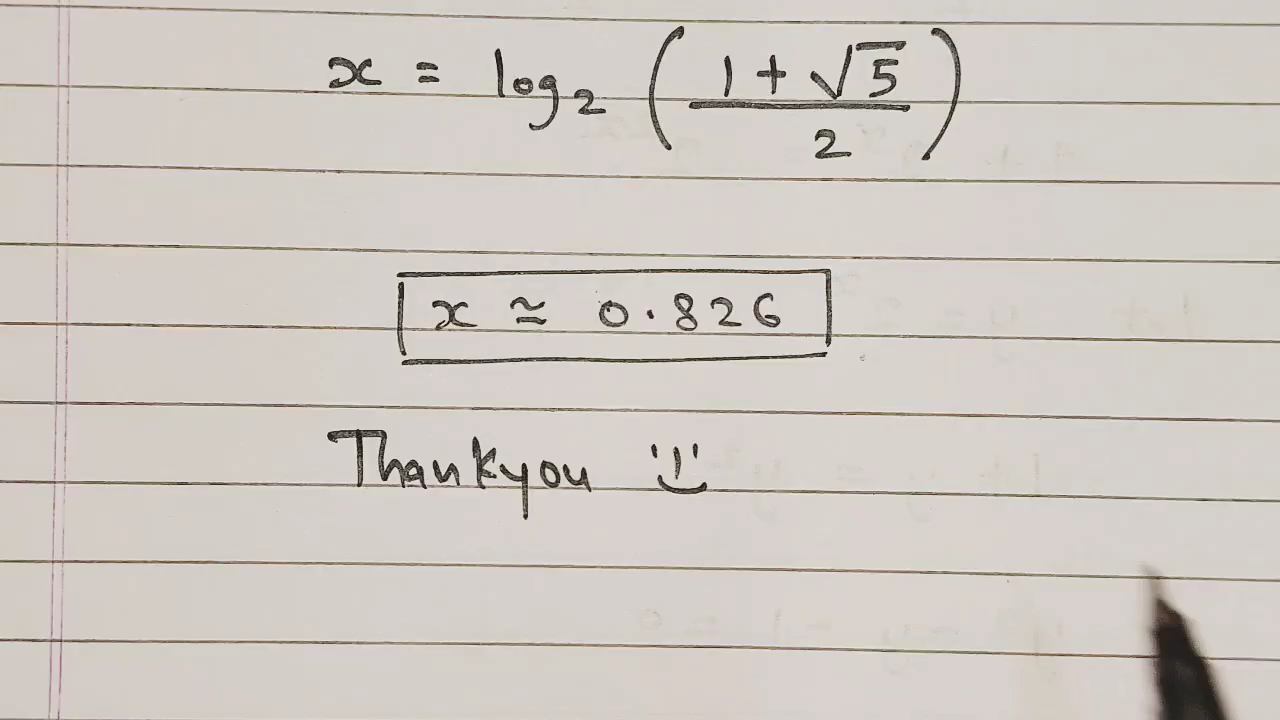 x = log₂ ((1 + √5)/2)
x ≃ 0.826
Thankyou